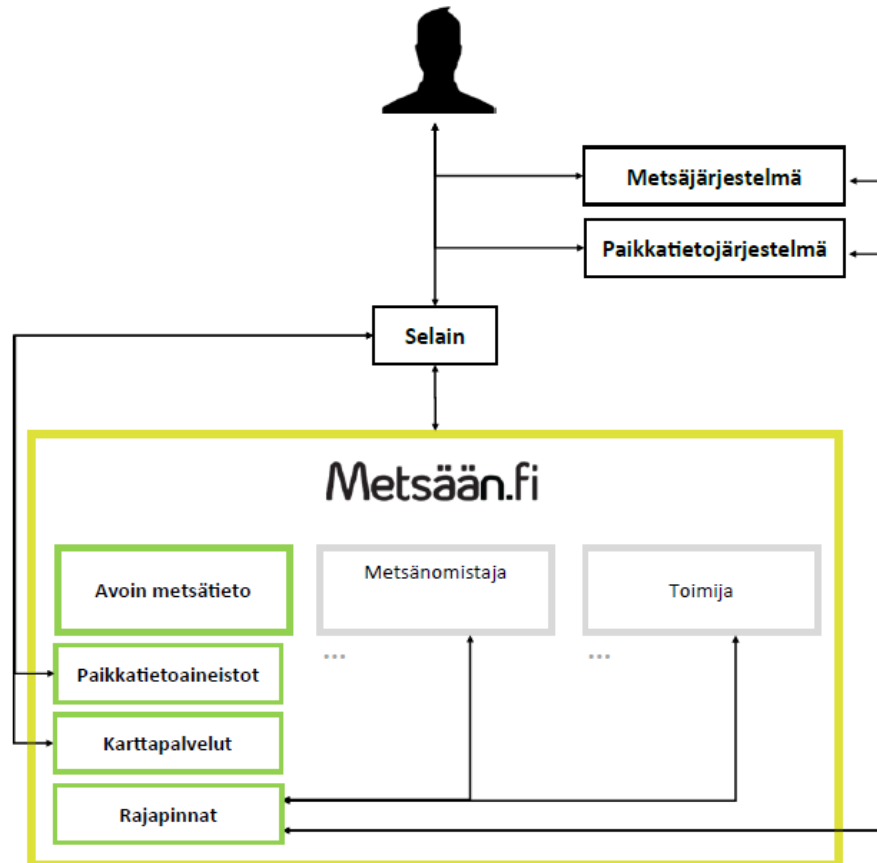 Metsäjärjestelmä
Paikkatietojärjestelmä
Selain
Metsään.fi
Avoin metsätieto
Metsänomistaja
Toimija
...
...
Paikkatietoaineistot
Karttapalvelut
Rajapinnat